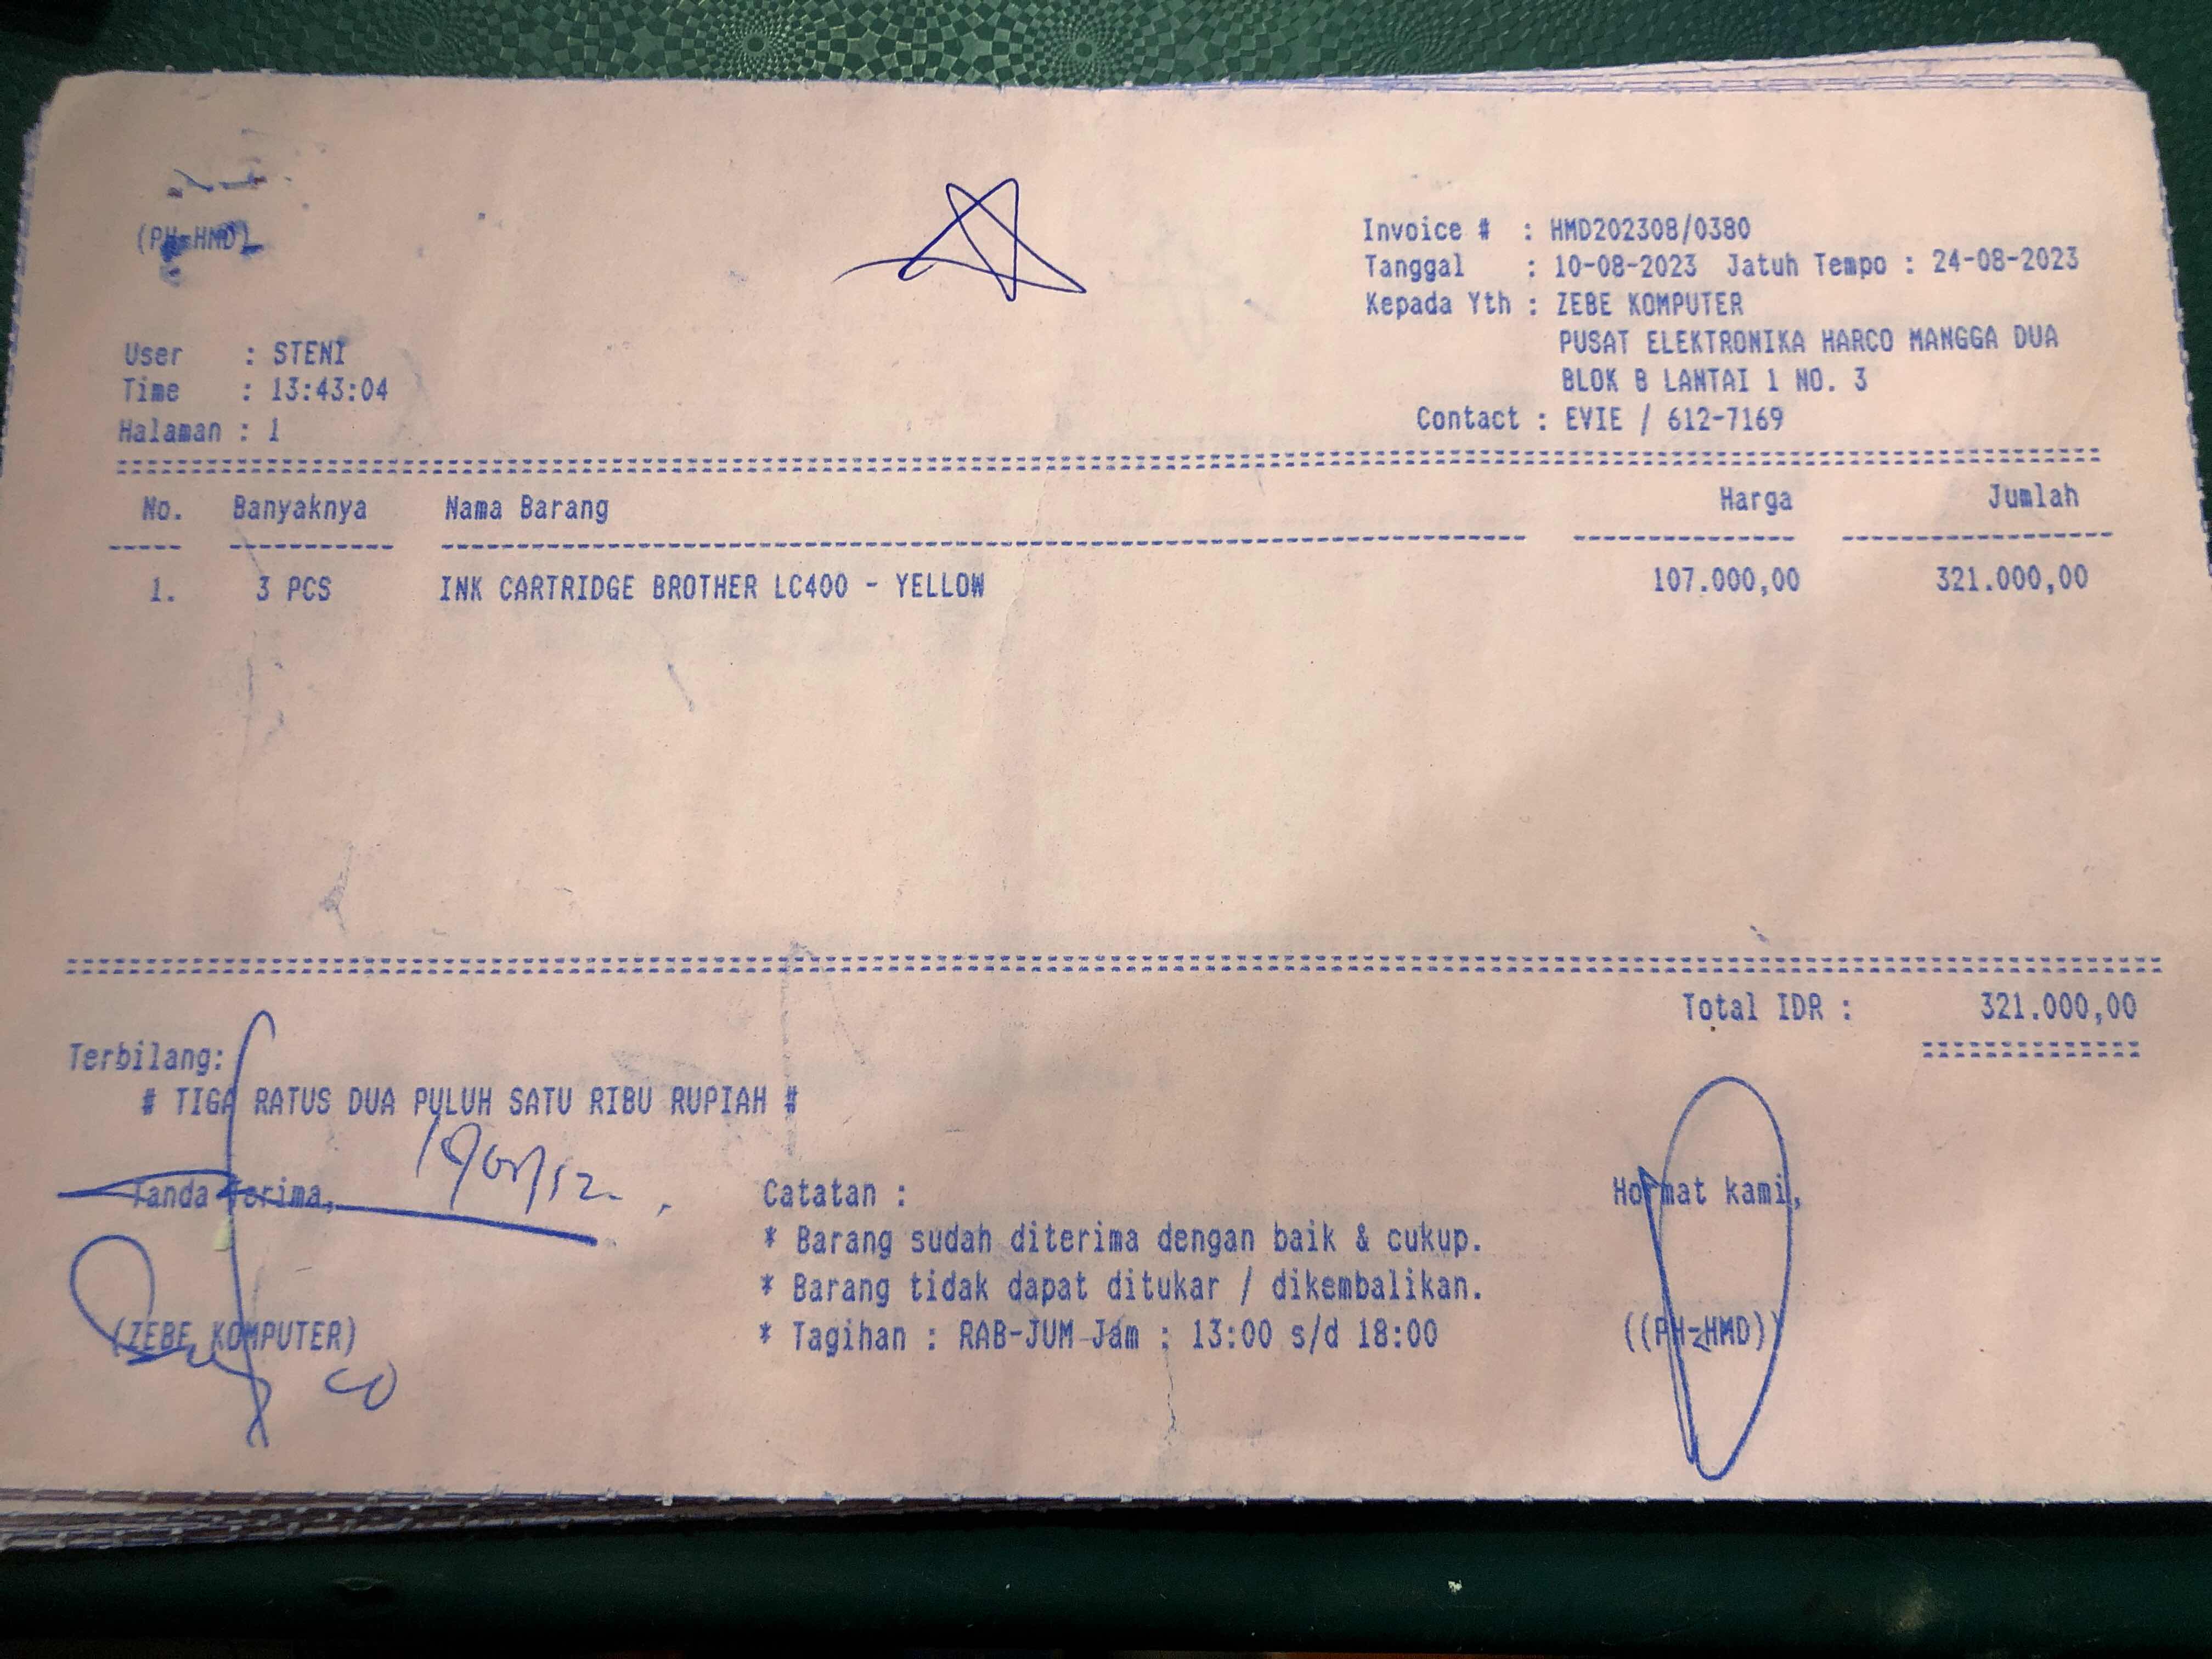 (PH-HMD)
Invoice # : HMD202308/0380
Tanggal : 10-08-2023 Jatuh Tempo : 24-08-2023
Kepada Yth : ZEBE KOMPUTER
PUSAT ELEKTRONIKA HARCO MANGGA DUA
BLOK B LANTAI 1 NO. 3
Contact : EVIE / 612-7169
User : STENI
Time : 13:43:04
Halaman : 1
No. Banyaknya Nama Barang Harga Jumlah
1. 3 PCS INK CARTRIDGE BROTHER LC400 - YELLOW 107.000,00 321.000,00
Total IDR : 321.000,00
Terbilang:
# TIGA RATUS DUA PULUH SATU RIBU RUPIAH #
Tanda Terima,
(ZEBE KOMPUTER)
Catatan :
* Barang sudah diterima dengan baik & cukup.
* Barang tidak dapat ditukar / dikembalikan.
* Tagihan : RAB-JUM Jam : 13:00 s/d 18:00
Hormat kami,
((PH-HMD))